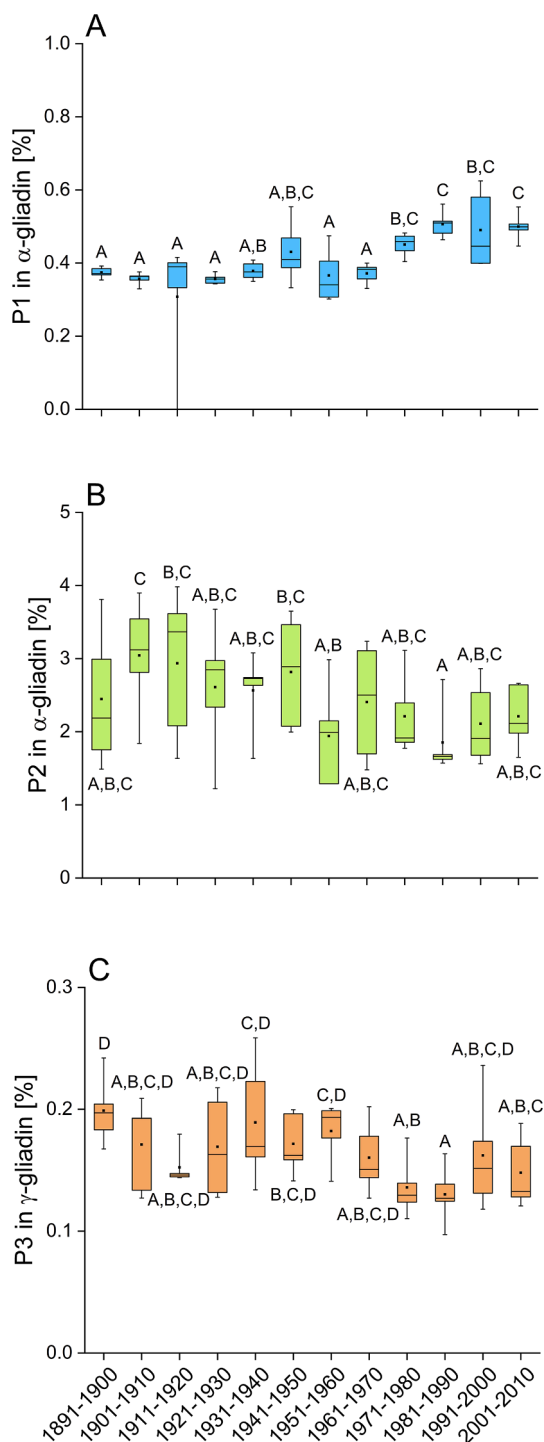 A
P1 in α-gliadin [%]
1.0
0.8
0.6
0.4
0.2
0.0
A
A
A
A
A,B
A,B,C
A
A
B,C
C
B,C
C
B
P2 in α-gliadin [%]
5
4
3
2
1
0
A,B,C
C
B,C
A,B,C
A,B,C
B,C
A,B
A,B,C
A,B,C
A
A,B,C
A,B,C
C
P3 in γ-gliadin [%]
0.3
0.2
0.1
0.0
D
A,B,C,D
A,B,C,D
A,B,C,D
C,D
B,C,D
C,D
A,B,C,D
A,B
A
A,B,C,D
A,B,C
1891-1900
1901-1910
1911-1920
1921-1930
1931-1940
1941-1950
1951-1960
1961-1970
1971-1980
1981-1990
1991-2000
2001-2010